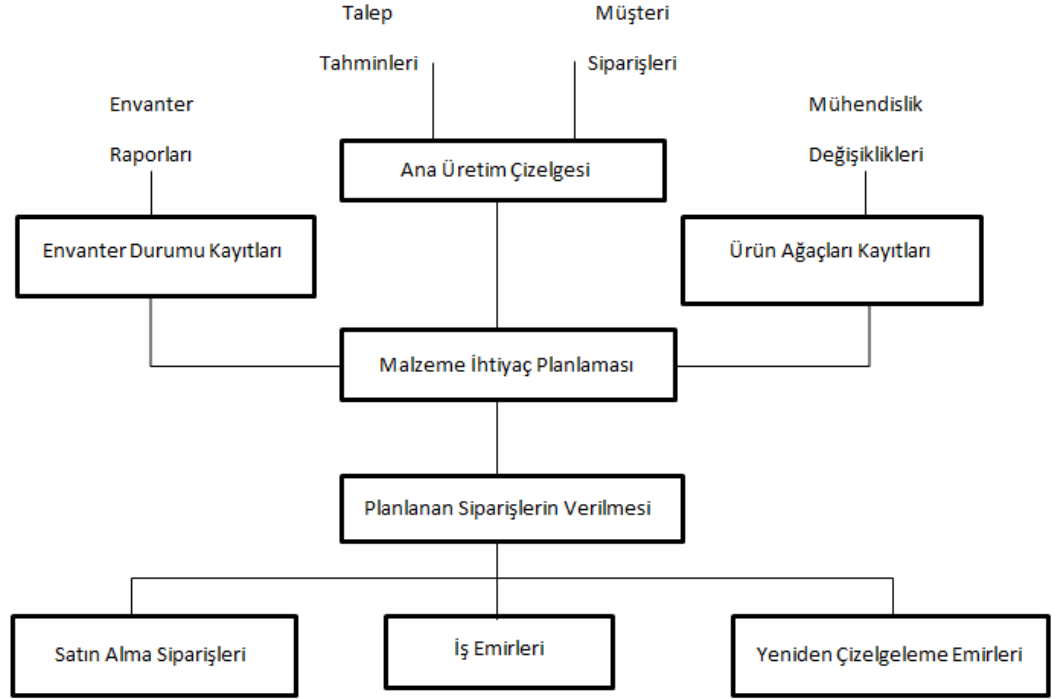 Talep
Tahminleri
Müşteri
Siparişleri
Envanter
Raporları
Mühendislik
Değişiklikleri
Ana Üretim Çizelgesi
Envanter Durumu Kayıtları
Ürün Ağaçları Kayıtları
Malzeme İhtiyaç Planlaması
Planlanan Siparişlerin Verilmesi
Satın Alma Siparişleri
İş Emirleri
Yeniden Çizelgeleme Emirleri